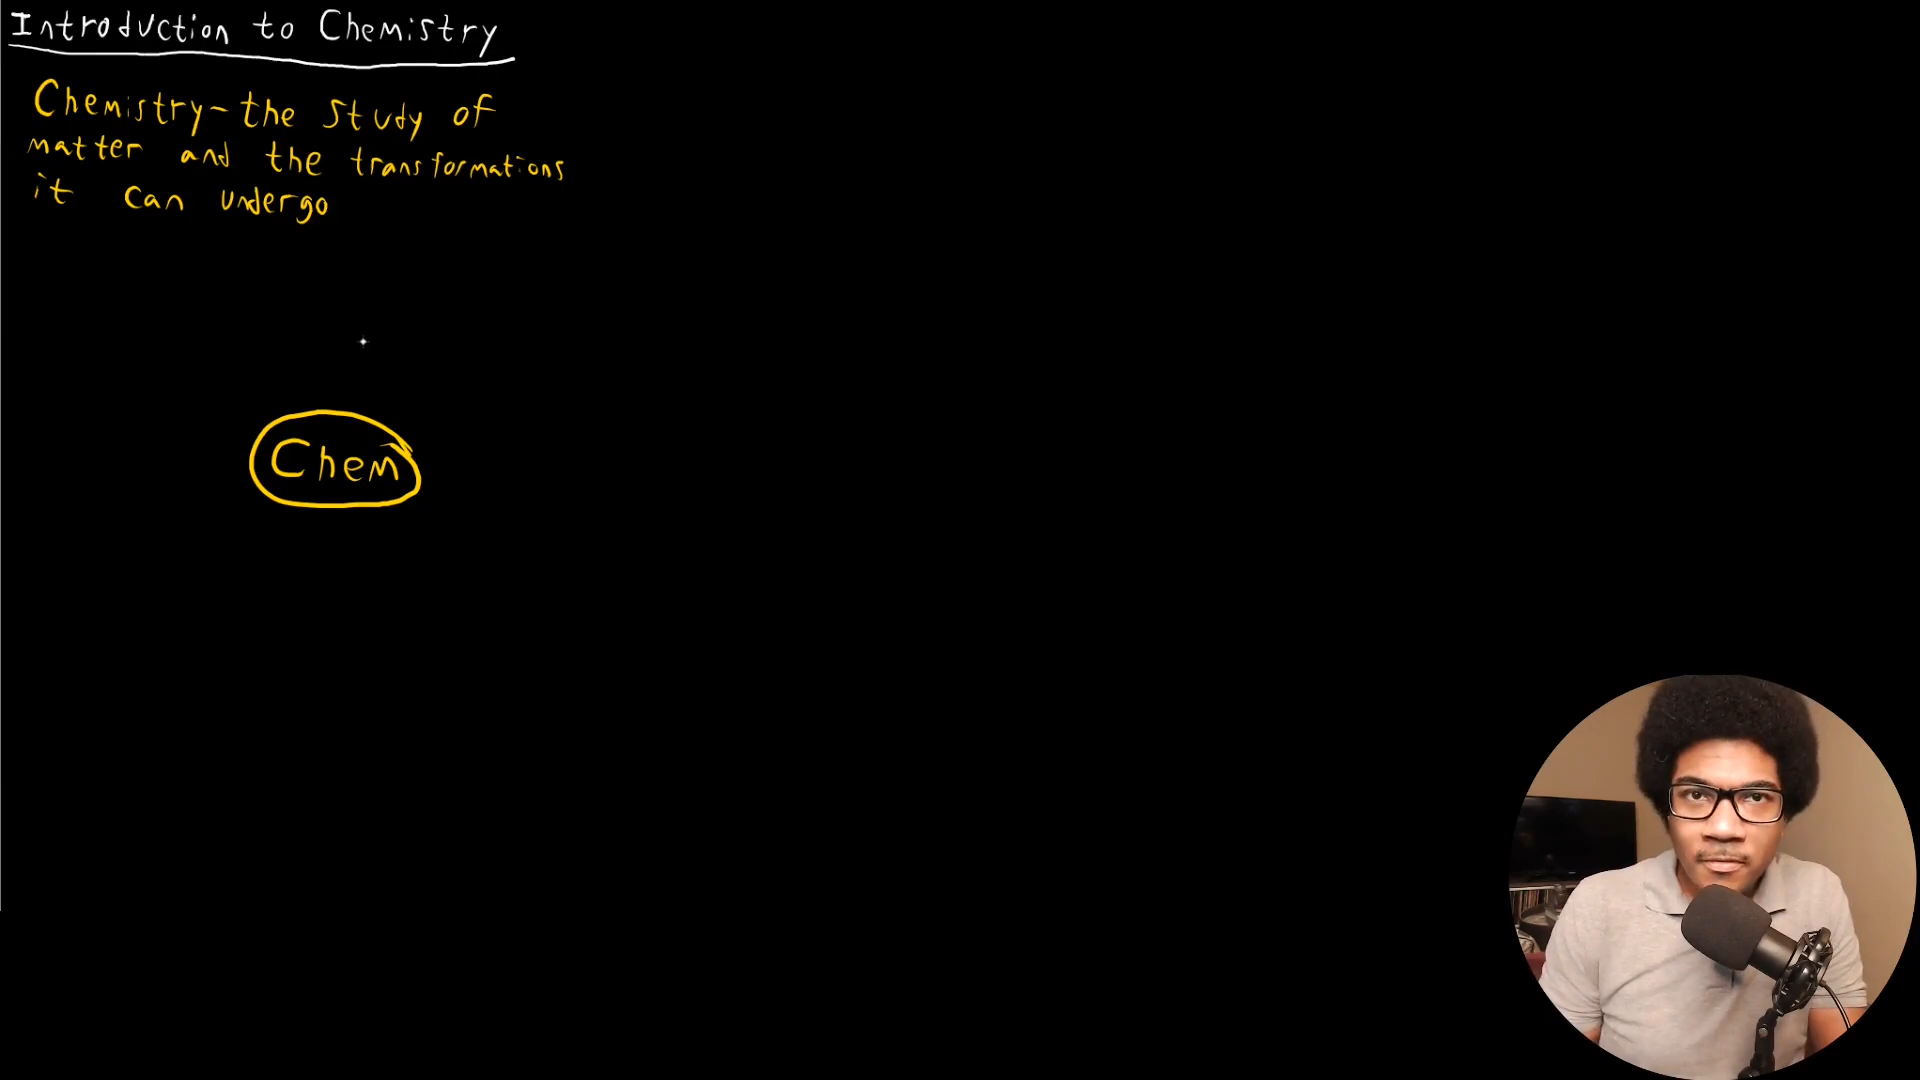 Introduction to Chemistry
Chemistry-the study of
matter and the transformations
it can undergo
Chem